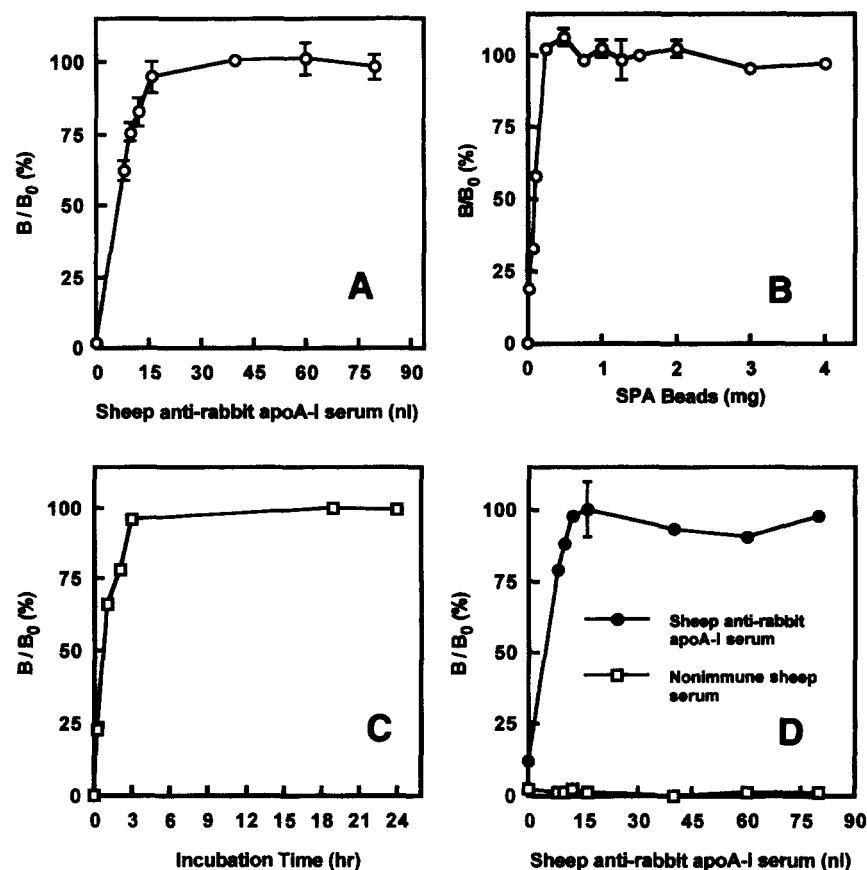 100
75
50
25
0
B / B₀ (%)
A
0 15 30 45 60 75 90
Sheep anti-rabbit apoA-I serum (nl)
100
75
50
25
0
B/B₀ (%)
B
0 1 2 3 4
SPA Beads (mg)
100
75
50
25
0
B / B₀ (%)
C
0 3 6 9 12 15 18 21 24
Incubation Time (hr)
100
75
50
25
0
B / B₀ (%)
Sheep anti-rabbit
apoA-I serum
Nonimmune sheep
serum
D
0 15 30 45 60 75 90
Sheep anti-rabbit apoA-I serum (nl)